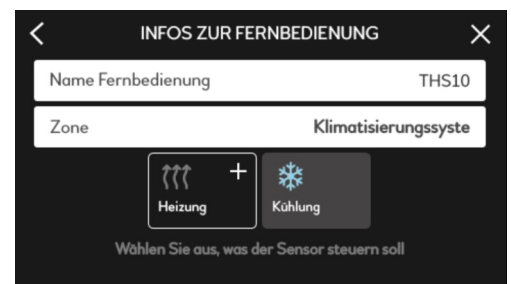 INFOS ZUR FERNBEDIENUNG
Name Fernbedienung THS10
Zone Klimatisierungssyste
Heizung Kühlung
Wählen Sie aus, was der Sensor steuern soll